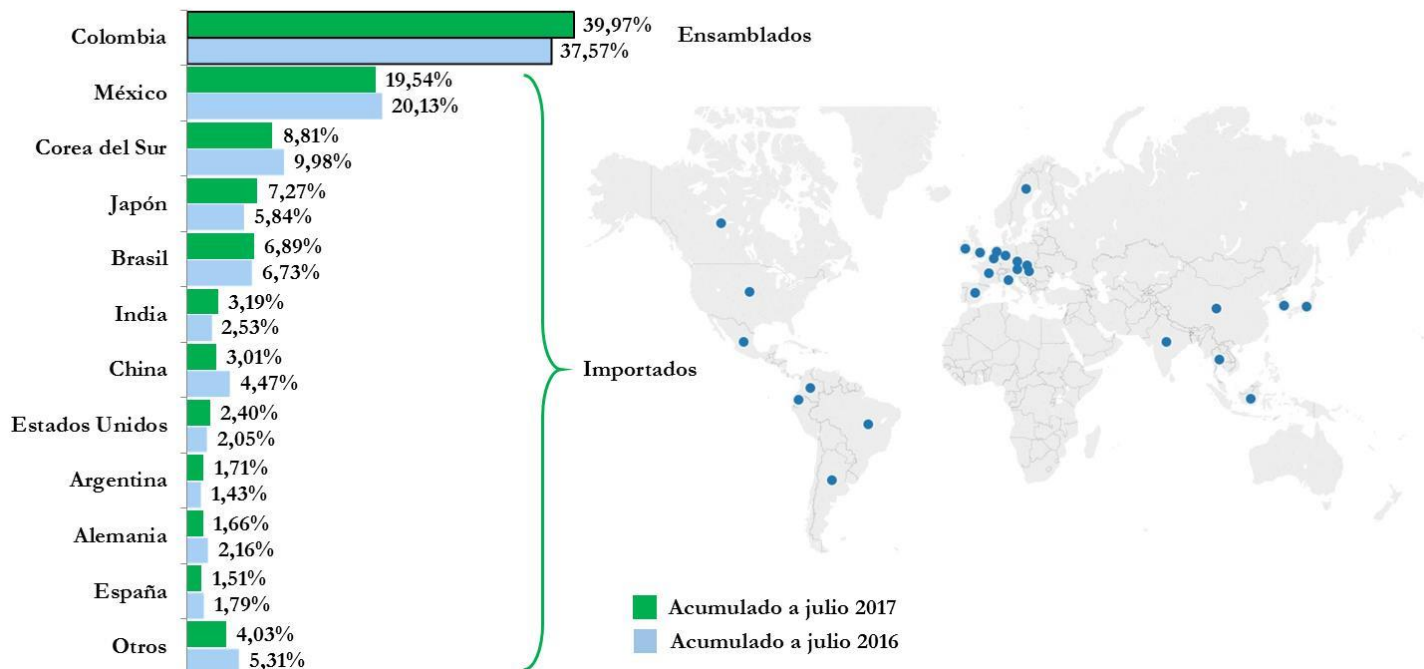 Colombia
39,97%
37,57%
Ensamblados
México
19,54%
20,13%
Corea del Sur
8,81%
9,98%
Japón
7,27%
5,84%
Brasil
6,89%
6,73%
India
3,19%
2,53%
China
3,01%
4,47%
Importados
Estados Unidos
2,40%
2,05%
Argentina
1,71%
1,43%
Alemania
1,66%
2,16%
España
1,51%
1,79%
Otros
4,03%
5,31%
Acumulado a julio 2017
Acumulado a julio 2016